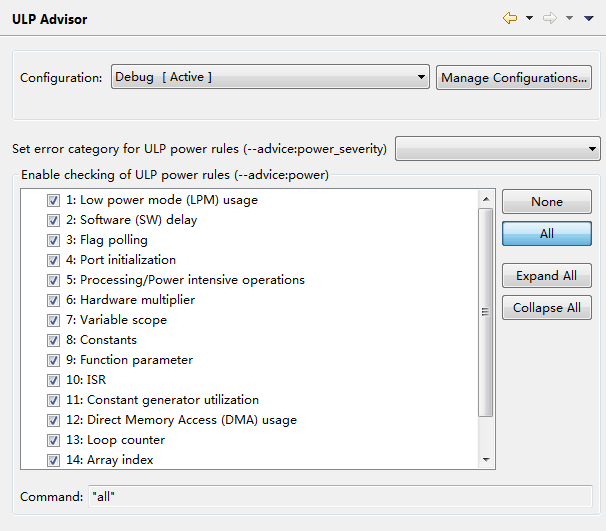 ULP Advisor
Configuration: Debug [ Active ] Manage Configurations...
Set error category for ULP power rules (--advice:power_severity)
Enable checking of ULP power rules (--advice:power)
1: Low power mode (LPM) usage
2: Software (SW) delay
3: Flag polling
4: Port initialization
5: Processing/Power intensive operations
6: Hardware multiplier
7: Variable scope
8: Constants
9: Function parameter
10: ISR
11: Constant generator utilization
12: Direct Memory Access (DMA) usage
13: Loop counter
14: Array index
None
All
Expand All
Collapse All
Command: "all"